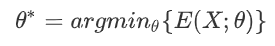 θ* = argmin_θ{E(X; θ)}